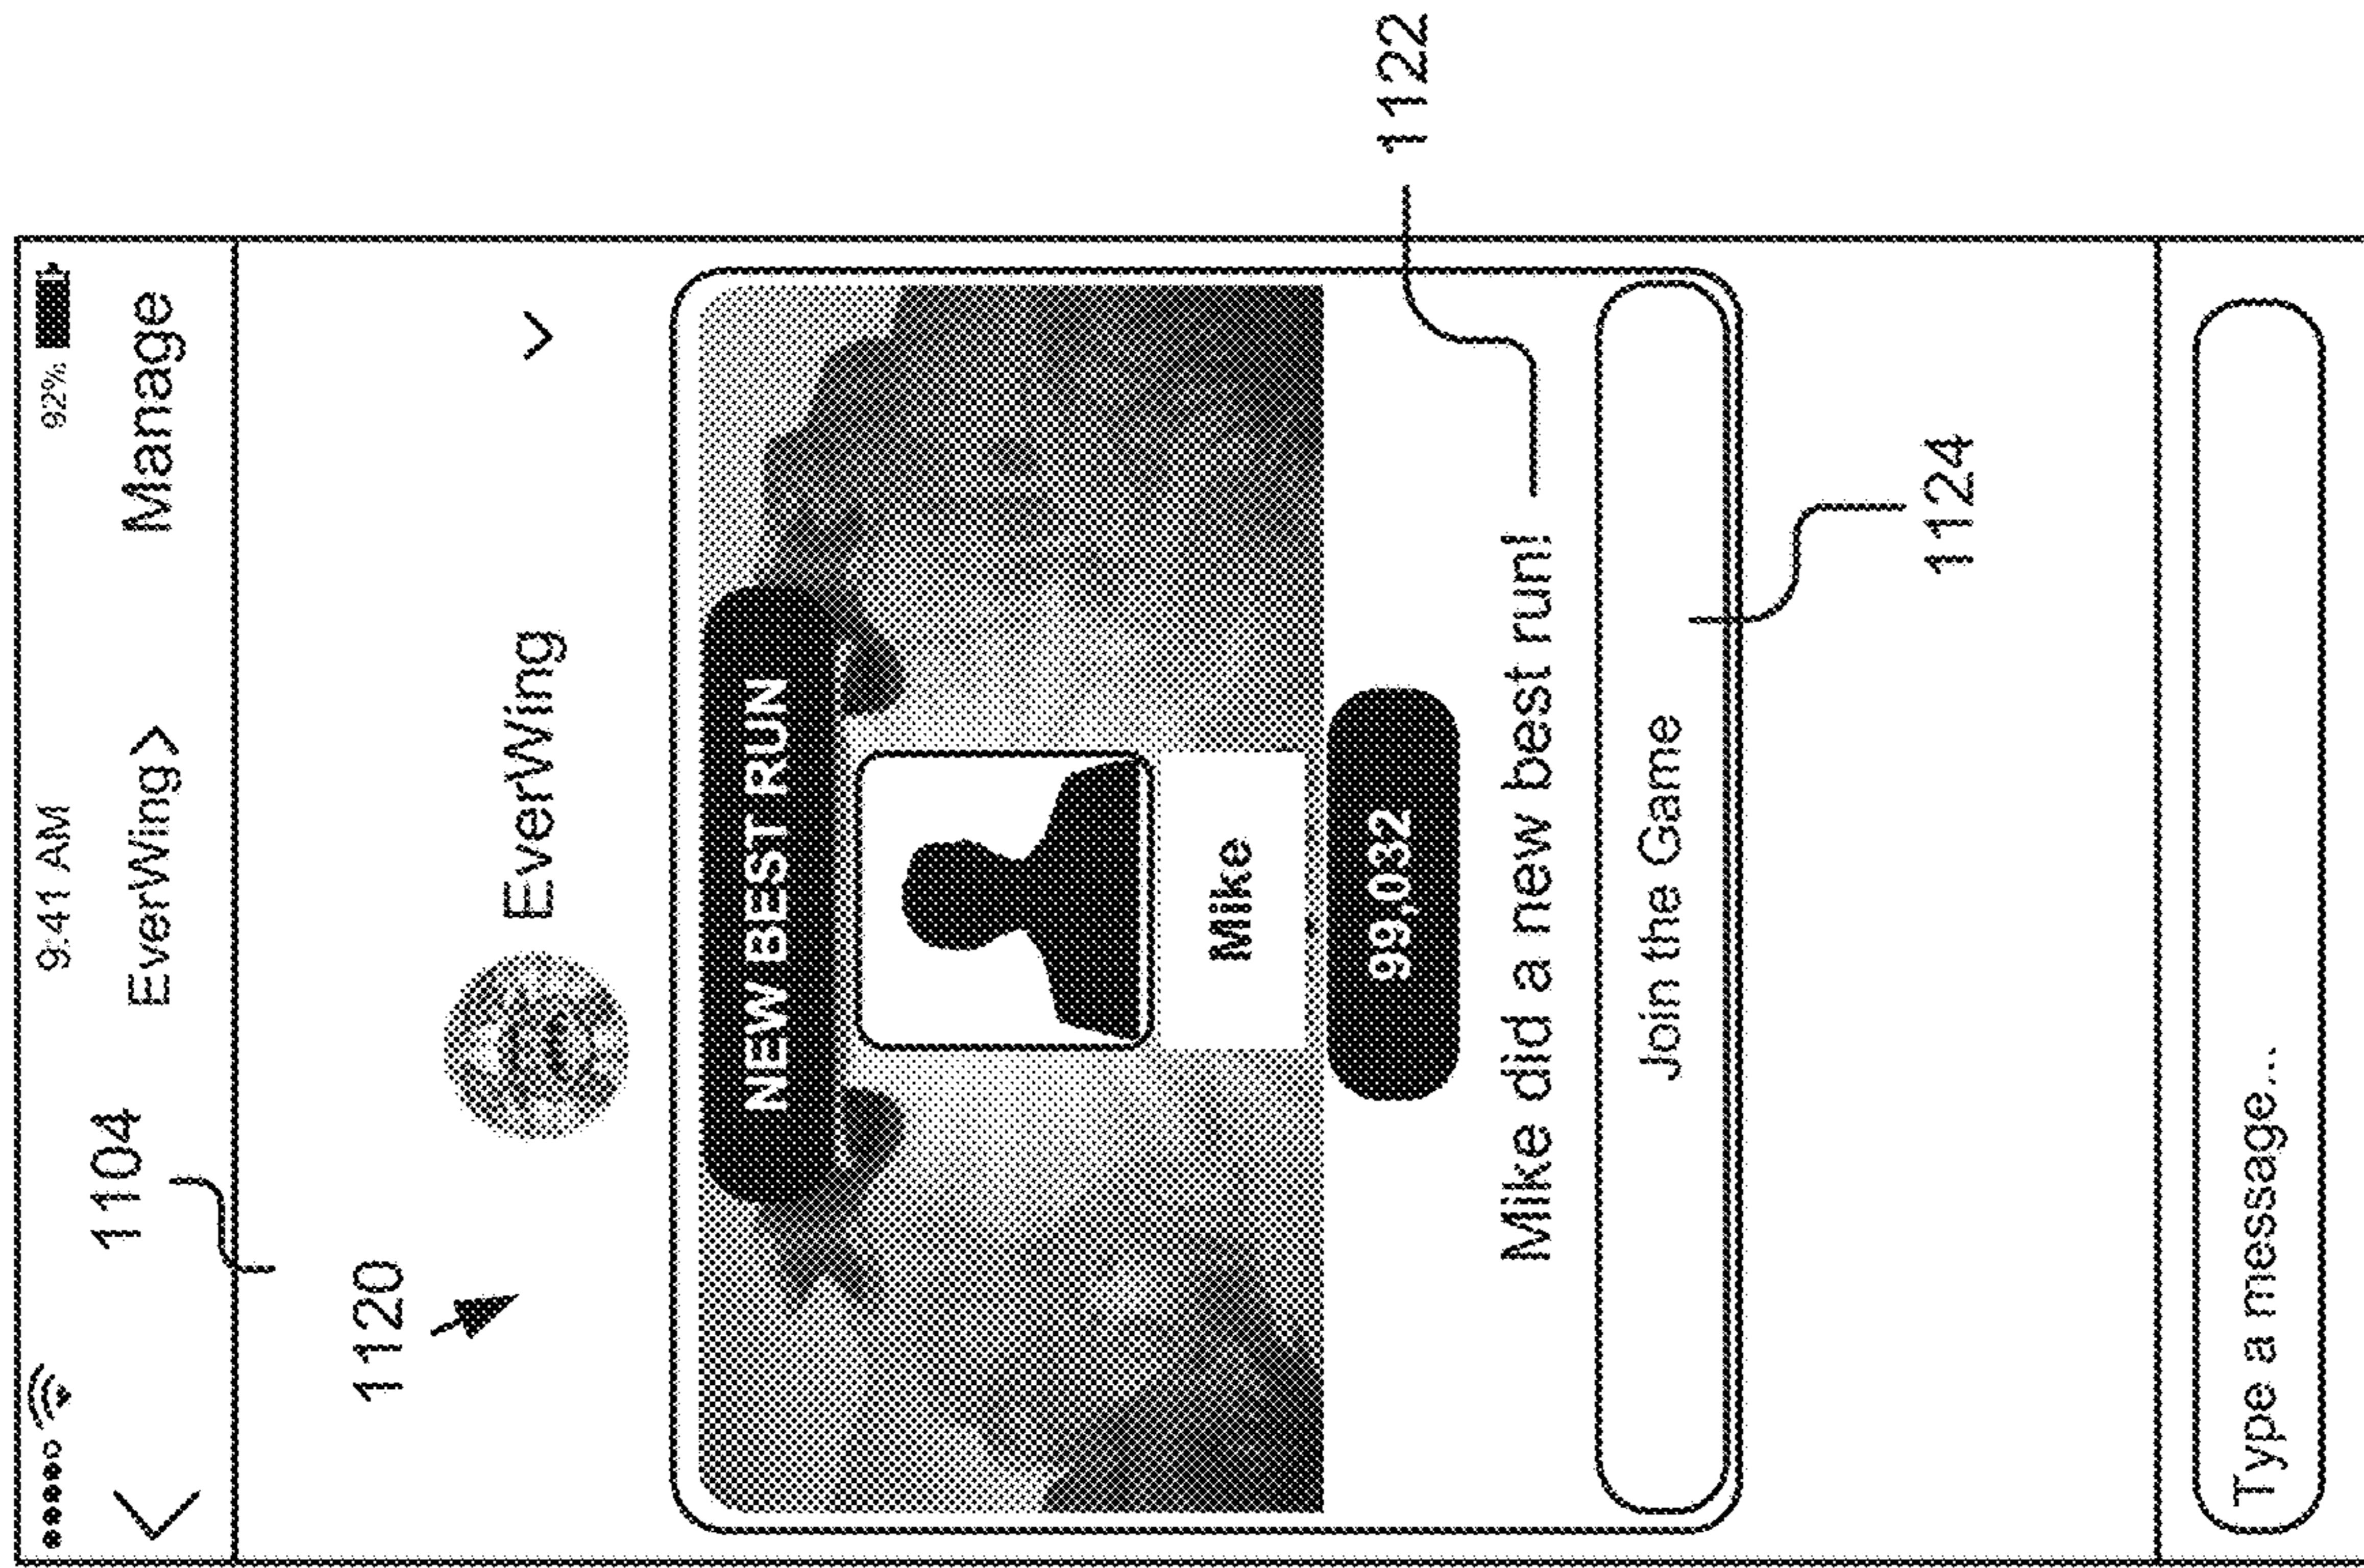 9:41 AM 92%
EverWing Manage
1104
1120
EverWing
NEW BEST RUN
Mike
99,032
Mike did a new best run!
1122
Join the Game
1124
Type a message...